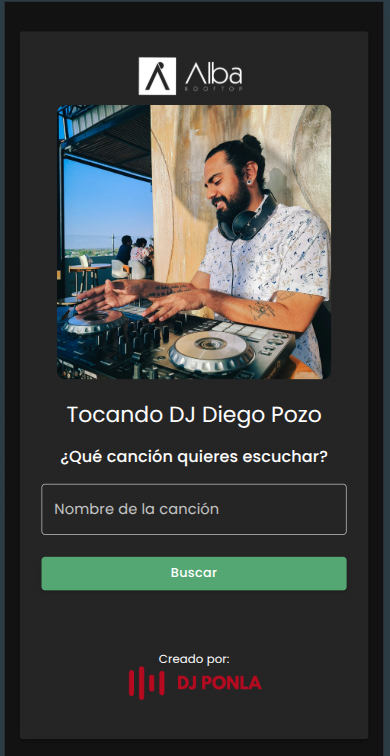 Alba
ROOFTOP
Tocando DJ Diego Pozo
¿Qué canción quieres escuchar?
Nombre de la canción
Buscar
Creado por:
DJ PONLA